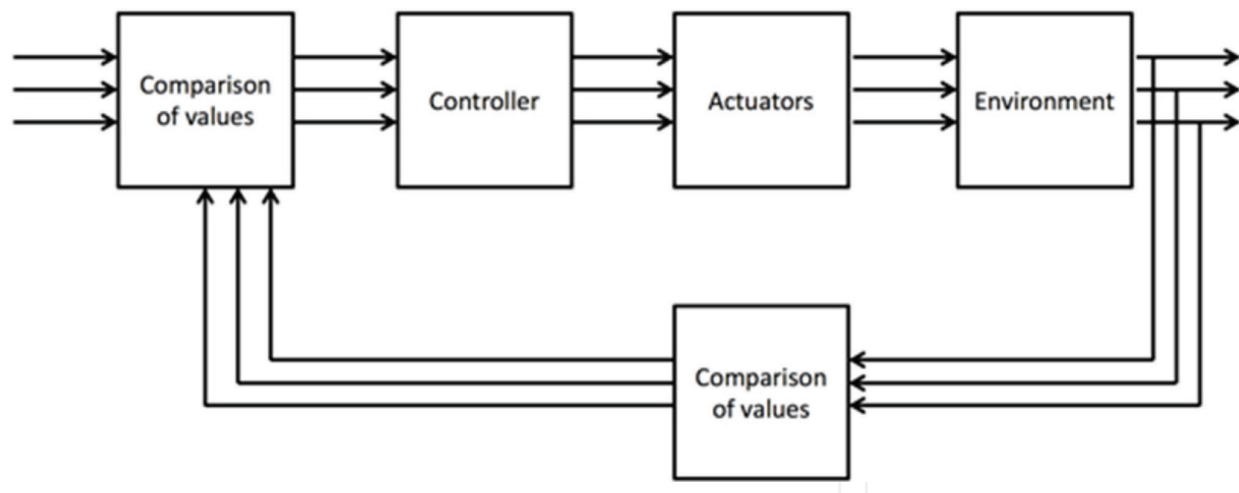 Comparison
of values
Controller
Actuators
Environment
Comparison
of values